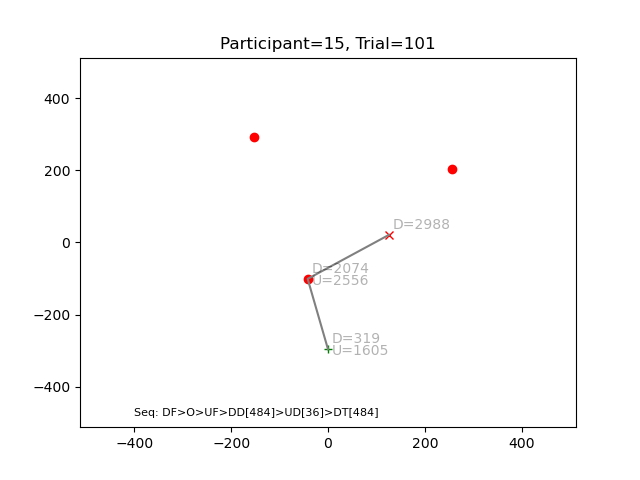 Participant=15, Trial=101
400
200
0
−200
−400
D=2988
D=2074
U=2556
D=319
U=1605
Seq: DF>O>UF>DD[484]>UD[36]>DT[484]
−400
−200
0
200
400